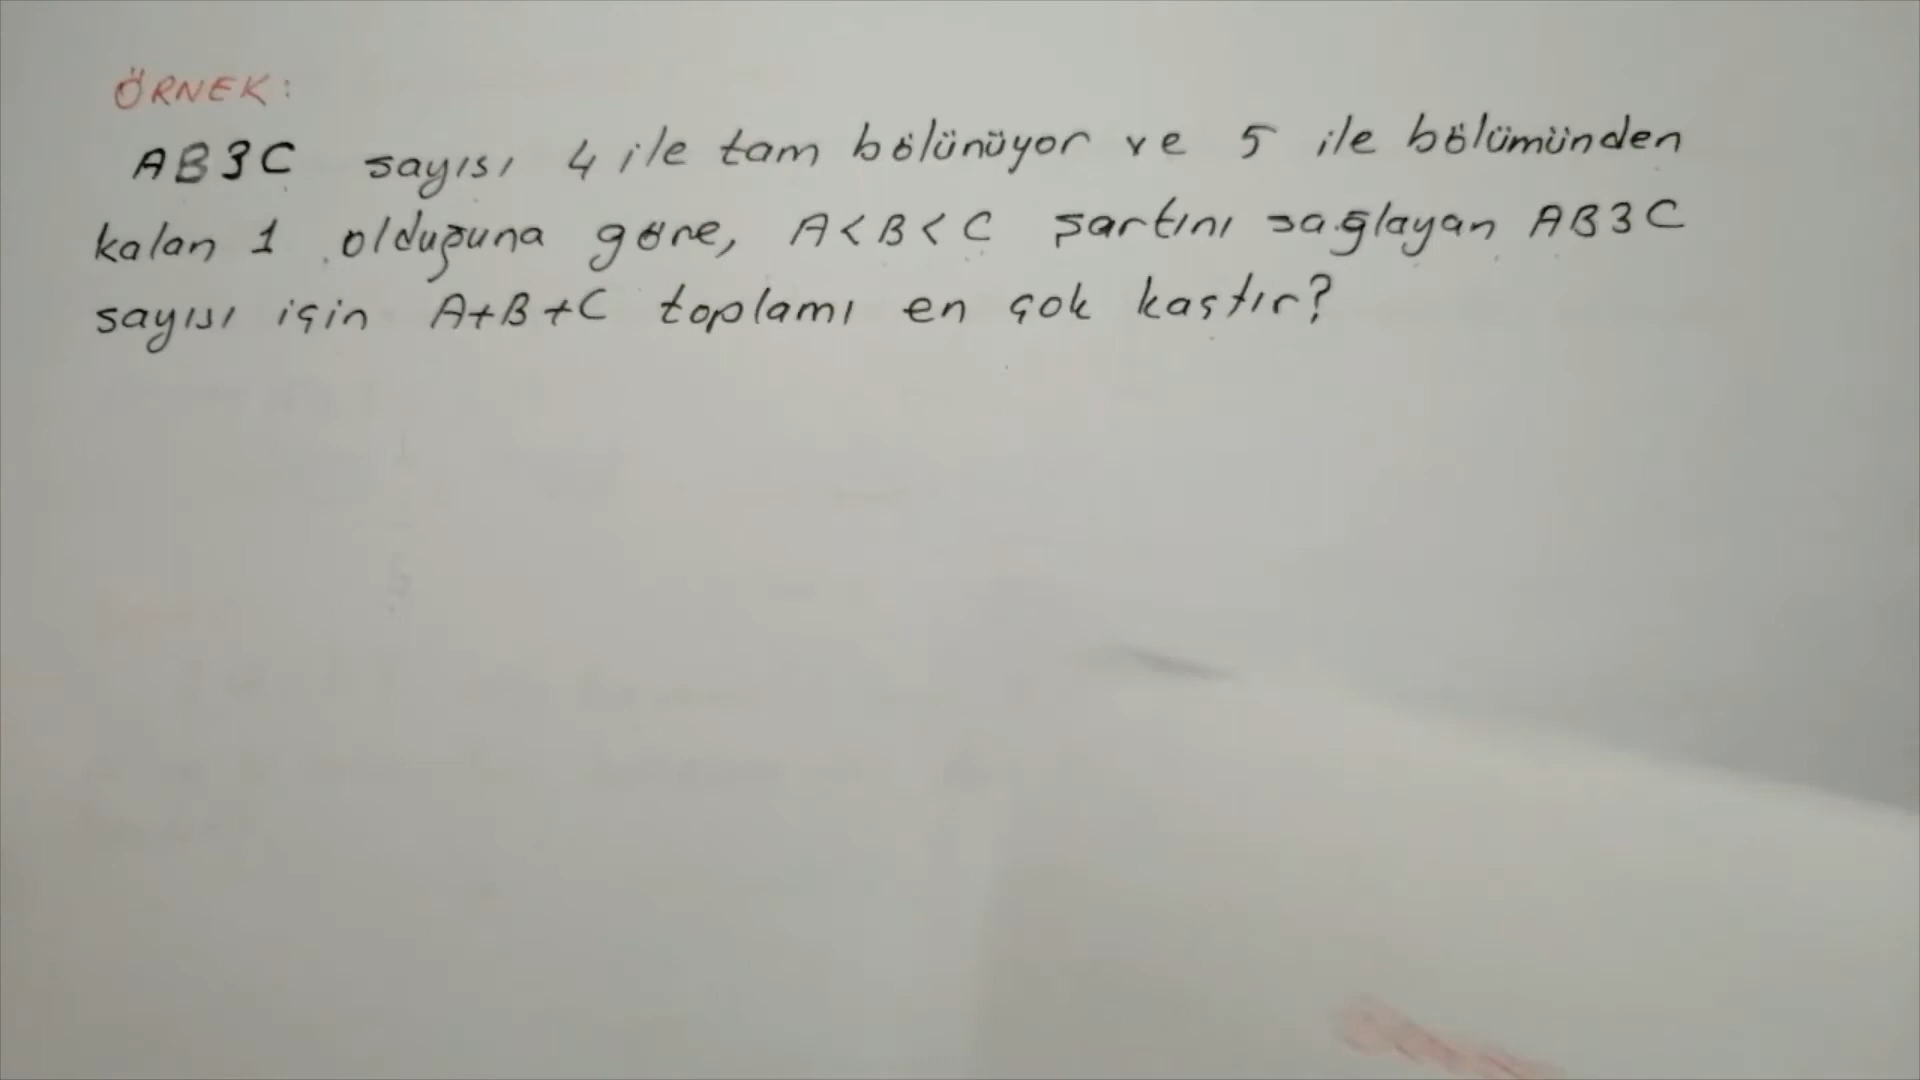 ÖRNEK:
AB3C sayısı 4 ile tam bölünüyor ve 5 ile bölümünden
kalan 1 olduğuna göre, A<B<C şartını sağlayan AB3C
sayısı için A+B+C toplamı en çok kaçtır?